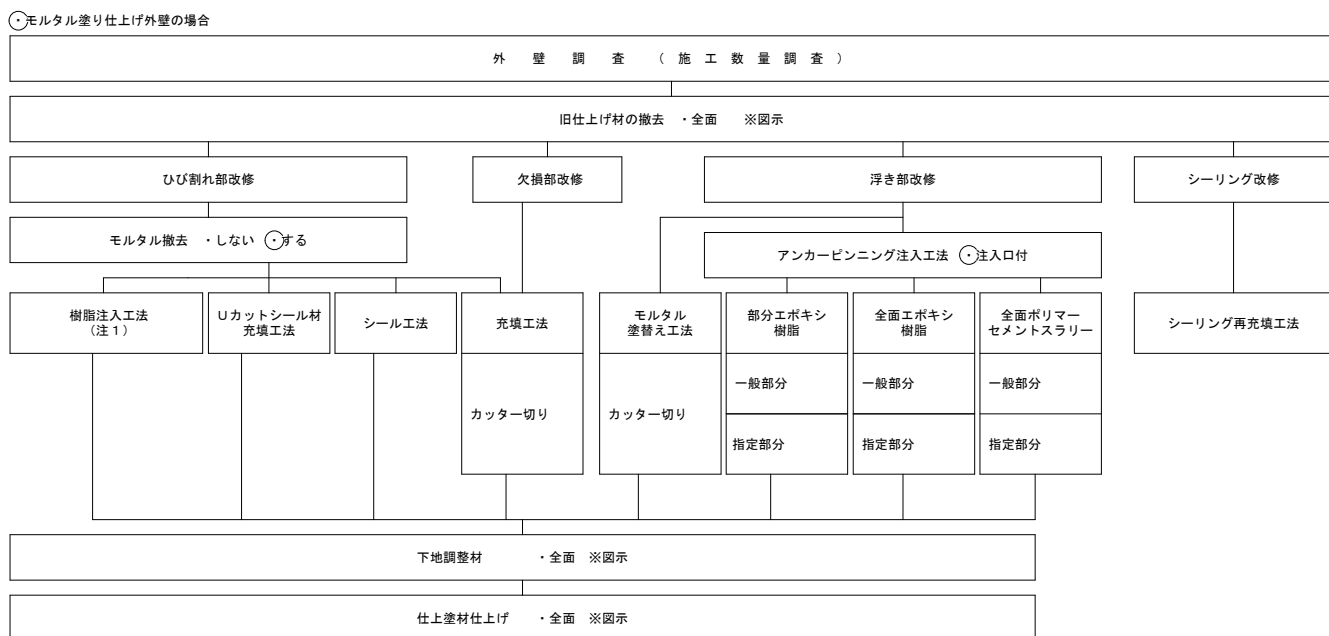 ⊙モルタル塗り仕上げ外壁の場合
外　壁　調　査　（ 施 工 数 量 調 査 ）
旧仕上げ材の撤去　・全面　※図示
ひび割れ部改修
欠損部改修
浮き部改修
シーリング改修
モルタル撤去　・しない　⊙する
アンカーピンニング注入工法　⊙注入口付
樹脂注入工法
（注１）
Ｕカットシール材
充填工法
シール工法
充填工法
モルタル
塗替え工法
部分エポキシ
樹脂
全面エポキシ
樹脂
全面ポリマー
セメントスラリー
シーリング再充填工法
カッター切り
カッター切り
一般部分
一般部分
一般部分
指定部分
指定部分
指定部分
下地調整材　・全面　※図示
仕上塗材仕上げ　・全面　※図示